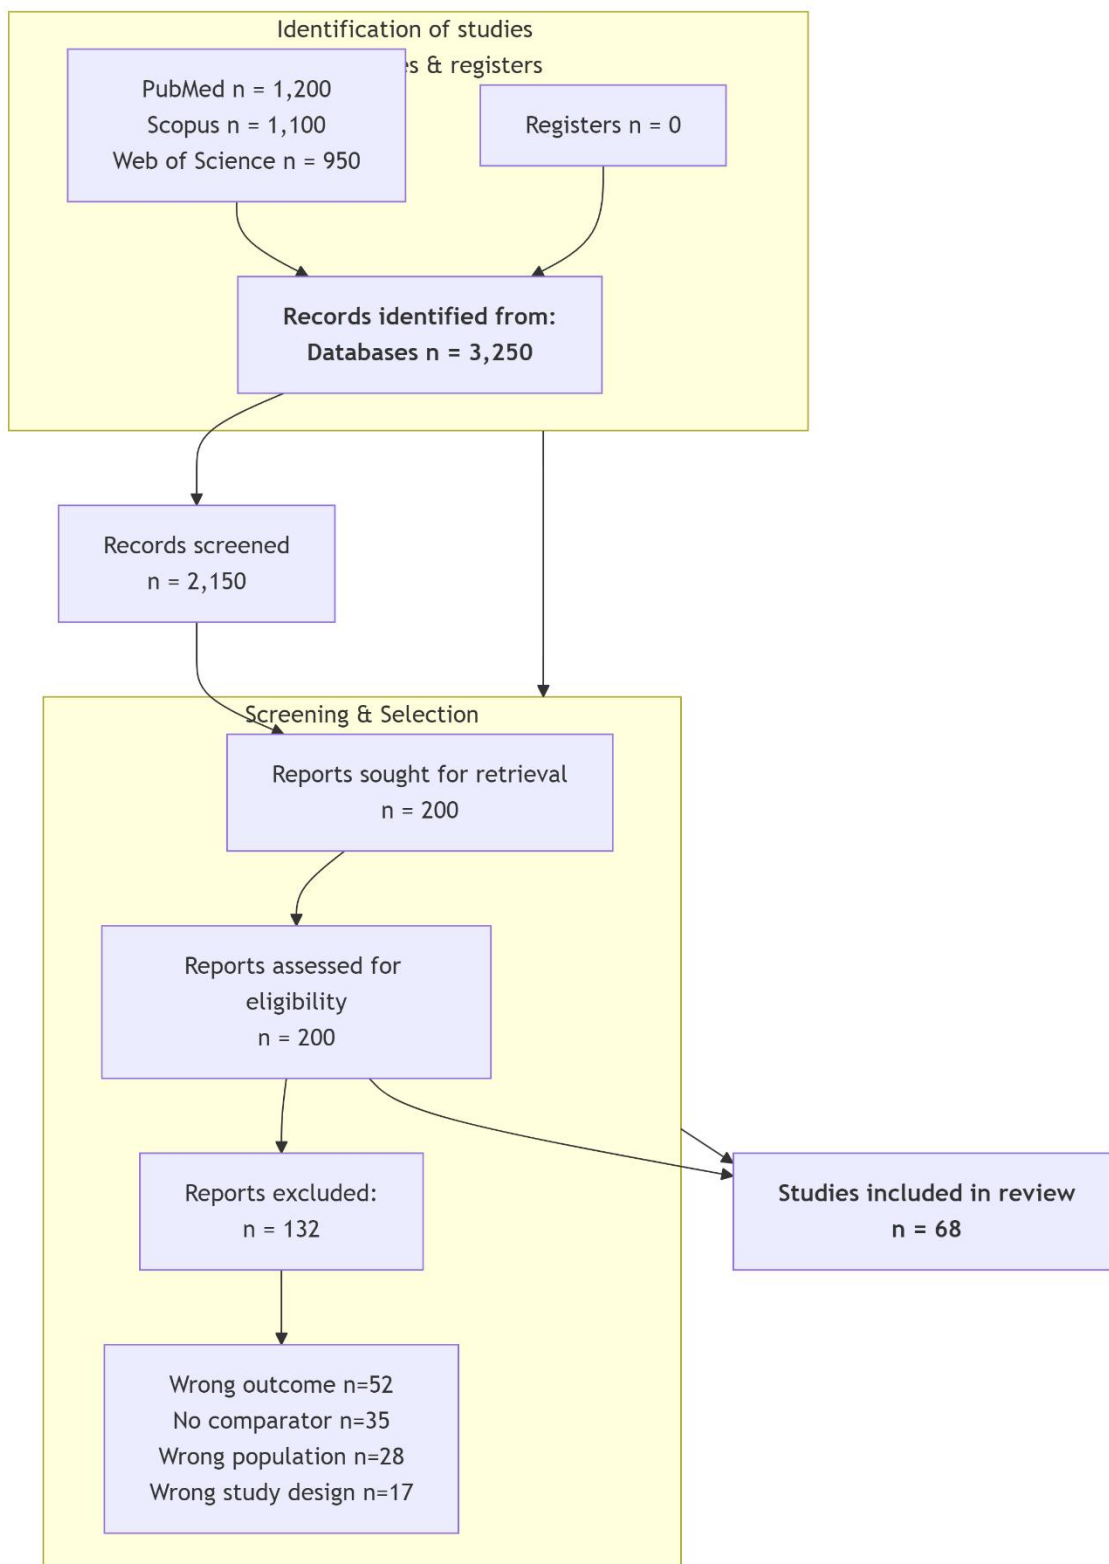 Identification of studies
& registers
PubMed n = 1,200
Scopus n = 1,100
Web of Science n = 950
Registers n = 0
Records identified from:
Databases n = 3,250
Records screened
n = 2,150
Screening & Selection
Reports sought for retrieval
n = 200
Reports assessed for
eligibility
n = 200
Reports excluded:
n = 132
Studies included in review
n = 68
Wrong outcome n=52
No comparator n=35
Wrong population n=28
Wrong study design n=17